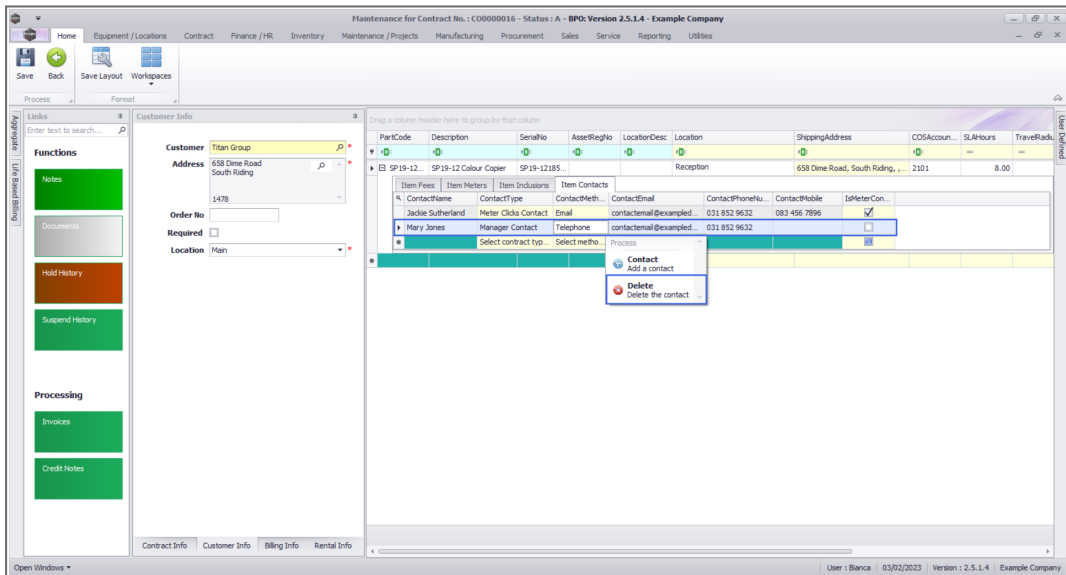 Maintenance for Contract No. : CO0000016 - Status : A - BPO: Version 2.5.1.4 - Example Company
Home Equipment / Locations Contract Finance / HR Inventory Maintenance / Projects Manufacturing Procurement Sales Service Reporting Utilities
Save Back Save Layout Workspaces
Process Format
Links
Enter text to search...
Functions
Notes
Documents
Hold History
Suspend History
Processing
Invoices
Credit Notes
Aggregate
Life Based Billing
Customer Info
Customer Titan Group *
Address 658 Dime Road *
South Riding
1478
Order No
Required
Location Main *
Contract Info Customer Info Billing Info Rental Info
Drag a column header here to group by that column
PartCode Description SerialNo AssetRegNo LocationDesc Location ShippingAddress COSAccoun... SLAHours TravelRadiu
SP19-12... SP19-12 Colour Copier SP19-12185... Reception 658 Dime Road, South Riding, ,... 2101 8.00
Item Fees Item Meters Item Inclusions Item Contacts
ContactName ContactType ContactMeth... ContactEmail ContactPhoneNu... ContactMobile IsMeterCon...
Jackie Sutherland Meter Clicks Contact Email contactemail@exampled... 031 852 9632 083 456 7896
Mary Jones Manager Contact Telephone contactemail@exampled... 031 852 9632
Select contract typ... Select metho...
Process
Contact
Add a contact
Delete
Delete the contact
User Defined
Open Windows
User : Bianca 03/02/2023 Version : 2.5.1.4 Example Company